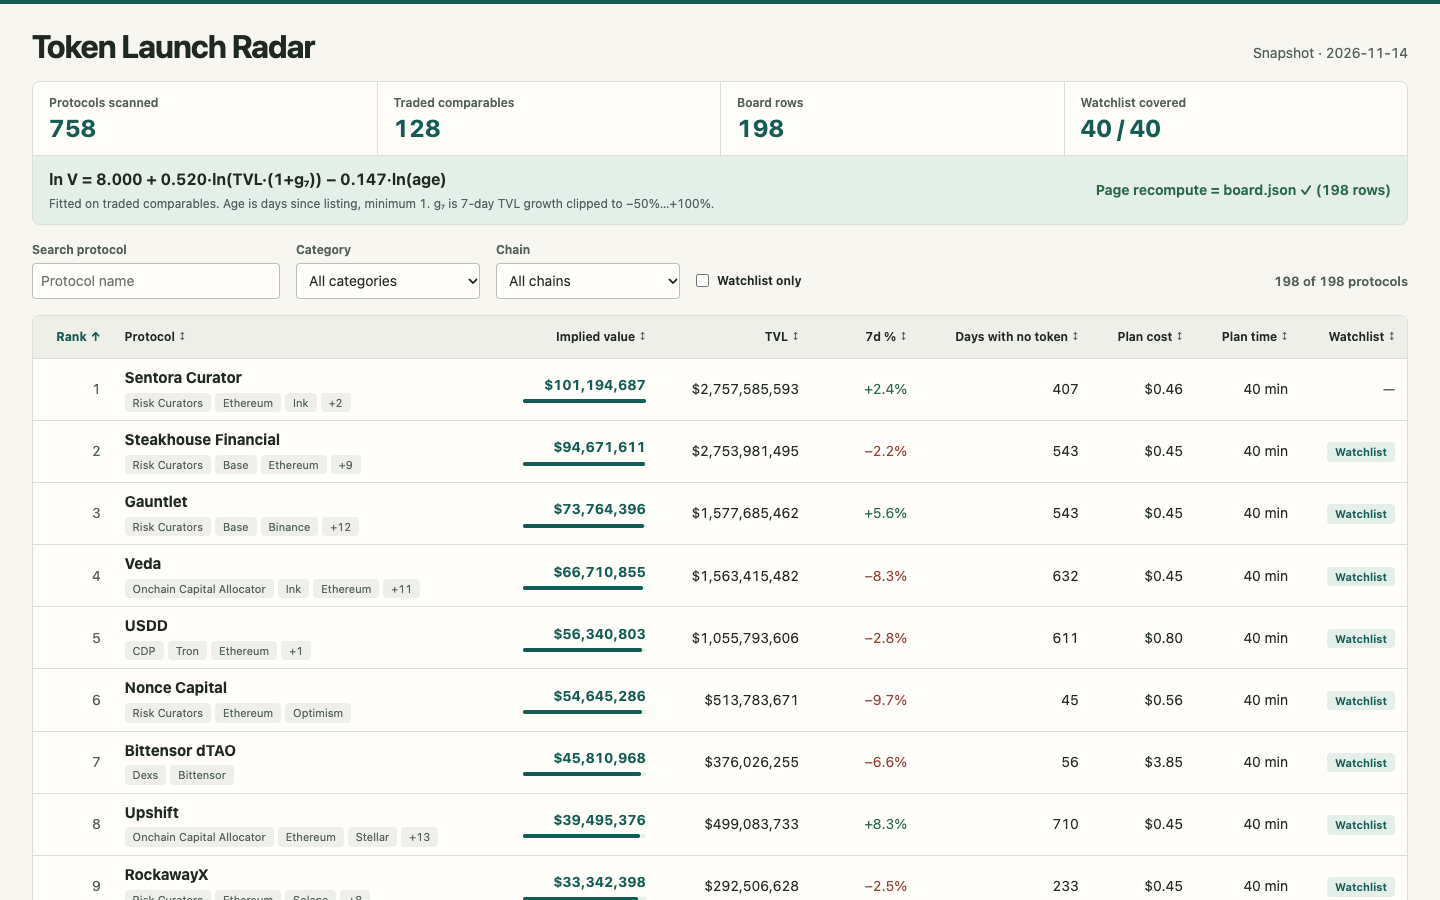 Token Launch Radar
Snapshot · 2026-11-14
Protocols scanned
758
Traded comparables
128
Board rows
198
Watchlist covered
40 / 40
ln V = 8.000 + 0.520·ln(TVL·(1+g₇)) − 0.147·ln(age)
Fitted on traded comparables. Age is days since listing, minimum 1. g₇ is 7-day TVL growth clipped to −50%…+100%.
Page recompute = board.json ✓ (198 rows)
Search protocol
Protocol name
Category
All categories
Chain
All chains
Watchlist only
198 of 198 protocols
Rank ↑ Protocol ↕ Implied value ↕ TVL ↕ 7d % ↕ Days with no token ↕ Plan cost ↕ Plan time ↕ Watchlist ↕
1 Sentora Curator $101,194,687 $2,757,585,593 +2.4% 407 $0.46 40 min —
Risk Curators Ethereum Ink +2
2 Steakhouse Financial $94,671,611 $2,753,981,495 −2.2% 543 $0.45 40 min Watchlist
Risk Curators Base Ethereum +9
3 Gauntlet $73,764,396 $1,577,685,462 +5.6% 543 $0.45 40 min Watchlist
Risk Curators Base Binance +12
4 Veda $66,710,855 $1,563,415,482 −8.3% 632 $0.45 40 min Watchlist
Onchain Capital Allocator Ink Ethereum +11
5 USDD $56,340,803 $1,055,793,606 −2.8% 611 $0.80 40 min Watchlist
CDP Tron Ethereum +1
6 Nonce Capital $54,645,286 $513,783,671 −9.7% 45 $0.56 40 min Watchlist
Risk Curators Ethereum Optimism
7 Bittensor dTAO $45,810,968 $376,026,255 −6.6% 56 $3.85 40 min Watchlist
Dexs Bittensor
8 Upshift $39,495,376 $499,083,733 +8.3% 710 $0.45 40 min Watchlist
Onchain Capital Allocator Ethereum Stellar +13
9 RockawayX $33,342,398 $292,506,628 −2.5% 233 $0.45 40 min Watchlist
Risk Curators Ethereum Solana +8